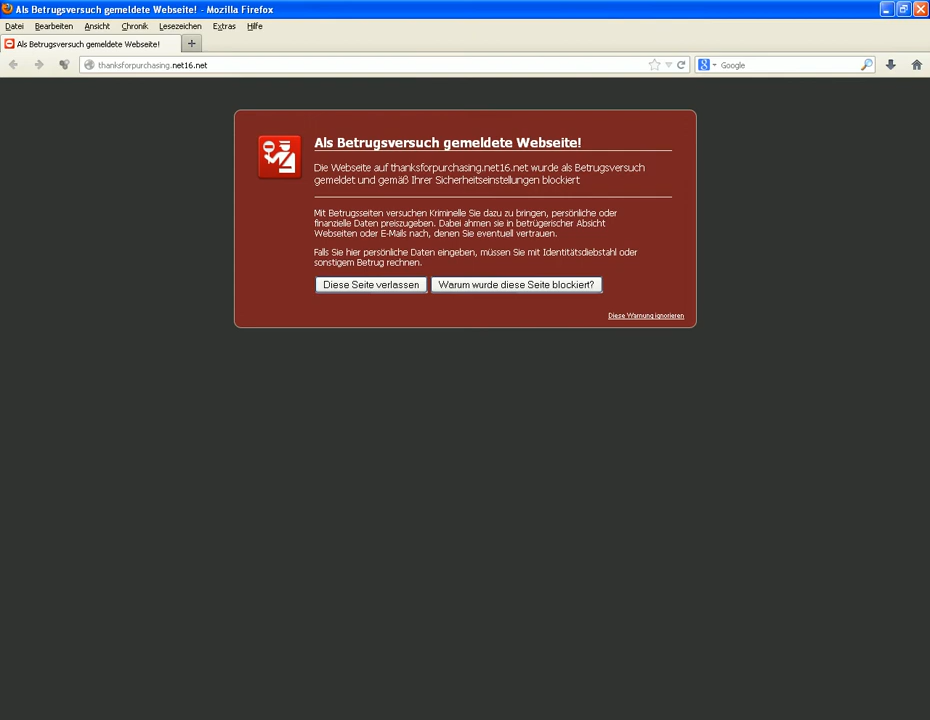 Als Betrugsversuch gemeldete Webseite! - Mozilla Firefox
Datei Bearbeiten Ansicht Chronik Lesezeichen Extras Hilfe
Als Betrugsversuch gemeldete Webseite!
thanksforpurchasing.net16.net
Google
Als Betrugsversuch gemeldete Webseite!
Die Webseite auf thanksforpurchasing.net16.net wurde als Betrugsversuch
gemeldet und gemäß Ihrer Sicherheitseinstellungen blockiert
Mit Betrugsseiten versuchen Kriminelle Sie dazu zu bringen, persönliche oder
finanzielle Daten preiszugeben. Dabei ahmen sie in betrügerischer Absicht
Webseiten oder E-Mails nach, denen Sie eventuell vertrauen.
Falls Sie hier persönliche Daten eingeben, müssen Sie mit Identitätsdiebstahl oder
sonstigem Betrug rechnen.
Diese Seite verlassen
Warum wurde diese Seite blockiert?
Diese Warnung ignorieren